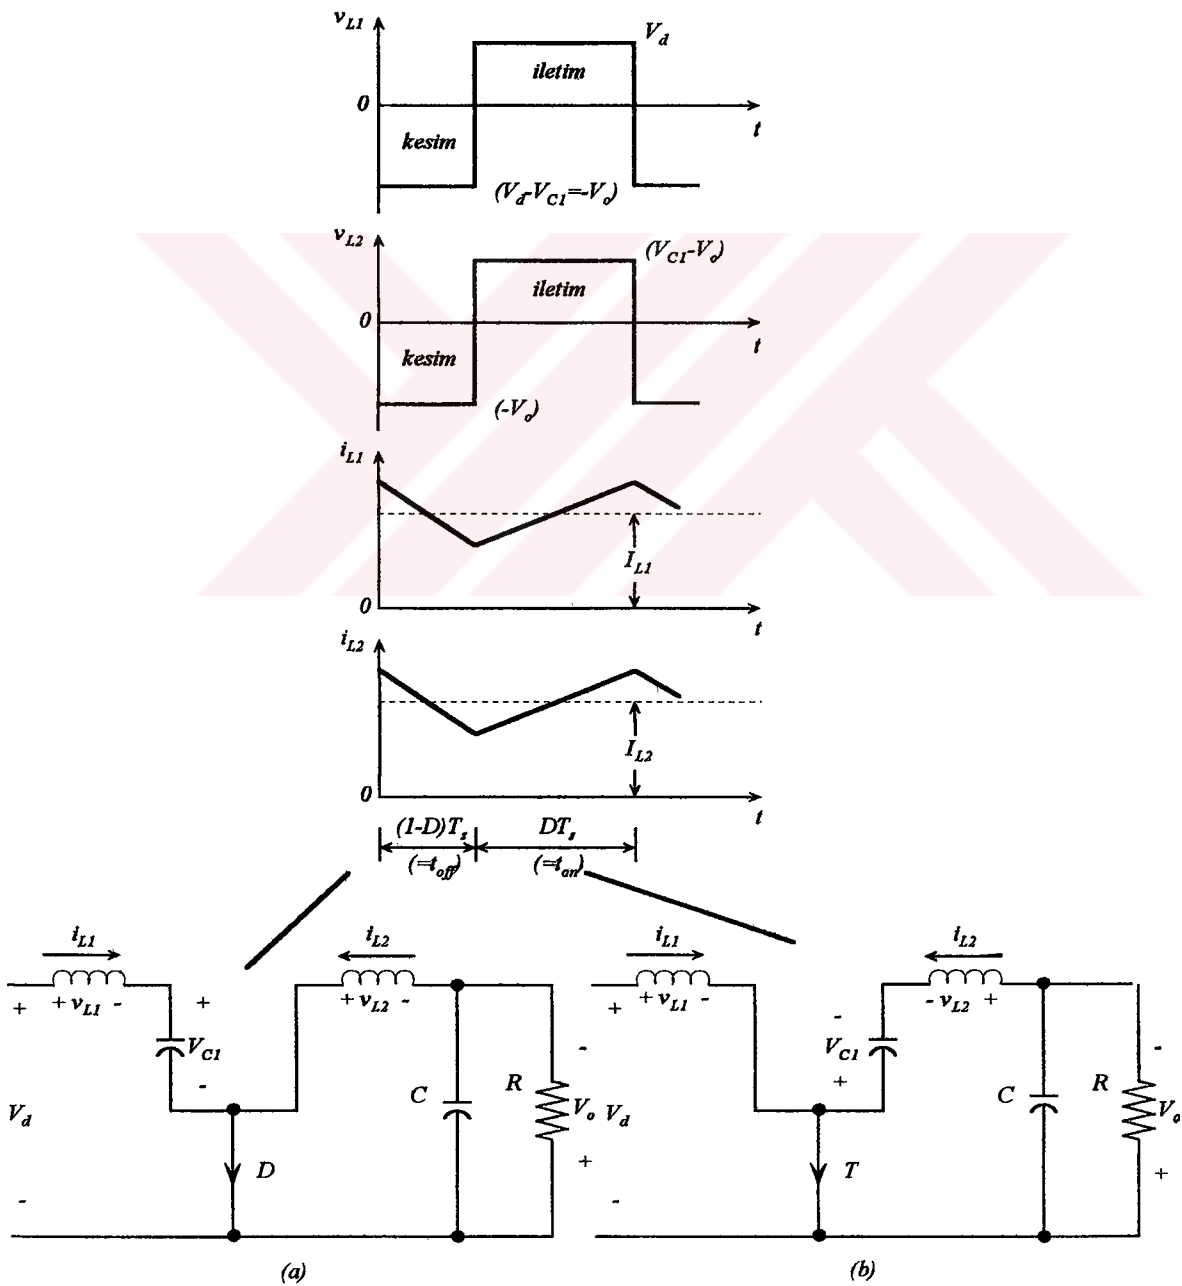 v_L1
V_d
iletim
0
t
kesim
(V_d-V_C1=-V_o)
v_L2
(V_C1-V_o)
iletim
0
t
kesim
(-V_o)
i_L1
I_L1
0
t
i_L2
I_L2
0
t
(1-D)T_s DT_s
(=t_off) (=t_on)
i_L1 i_L2 i_L1 i_L2
+ + v_L1 - + + v_L2 - + + v_L1 - - - v_L2 +
V_C1 - V_C1 -
- +
V_d C R V_o V_d C R V_o
+ +
- D - T
(a) (b)